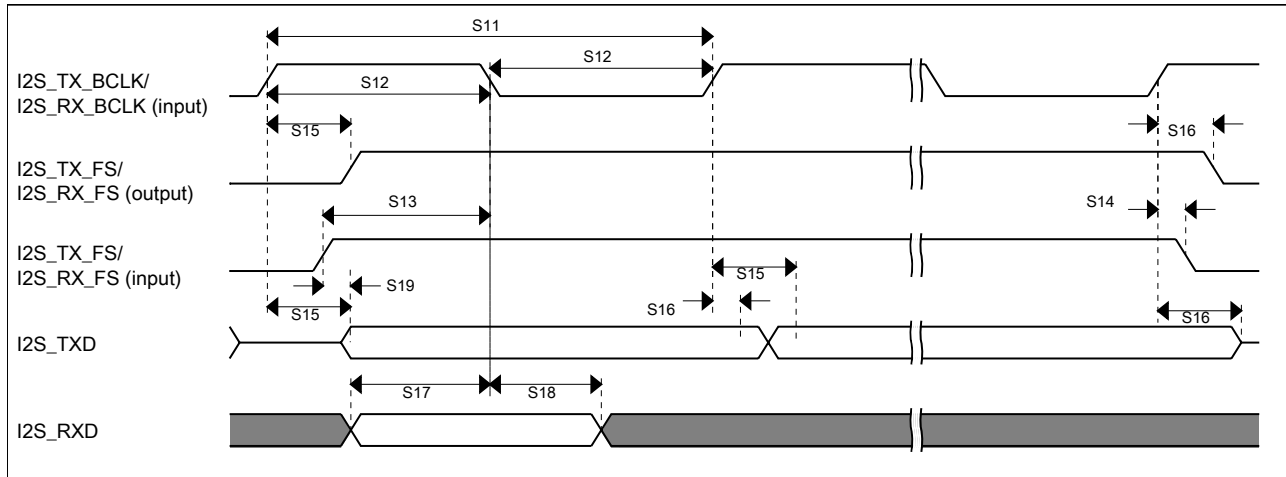 S11
I2S_TX_BCLK/
I2S_RX_BCLK (input)
S12
S12
S15
S16
I2S_TX_FS/
I2S_RX_FS (output)
S13
S14
I2S_TX_FS/
I2S_RX_FS (input)
S15
S19
S16
S15
S16
I2S_TXD
S17
S18
I2S_RXD